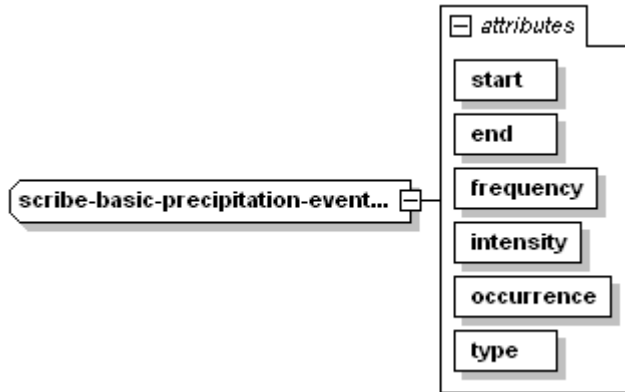 attributes
start
end
frequency
scribe-basic-precipitation-event...
intensity
occurrence
type